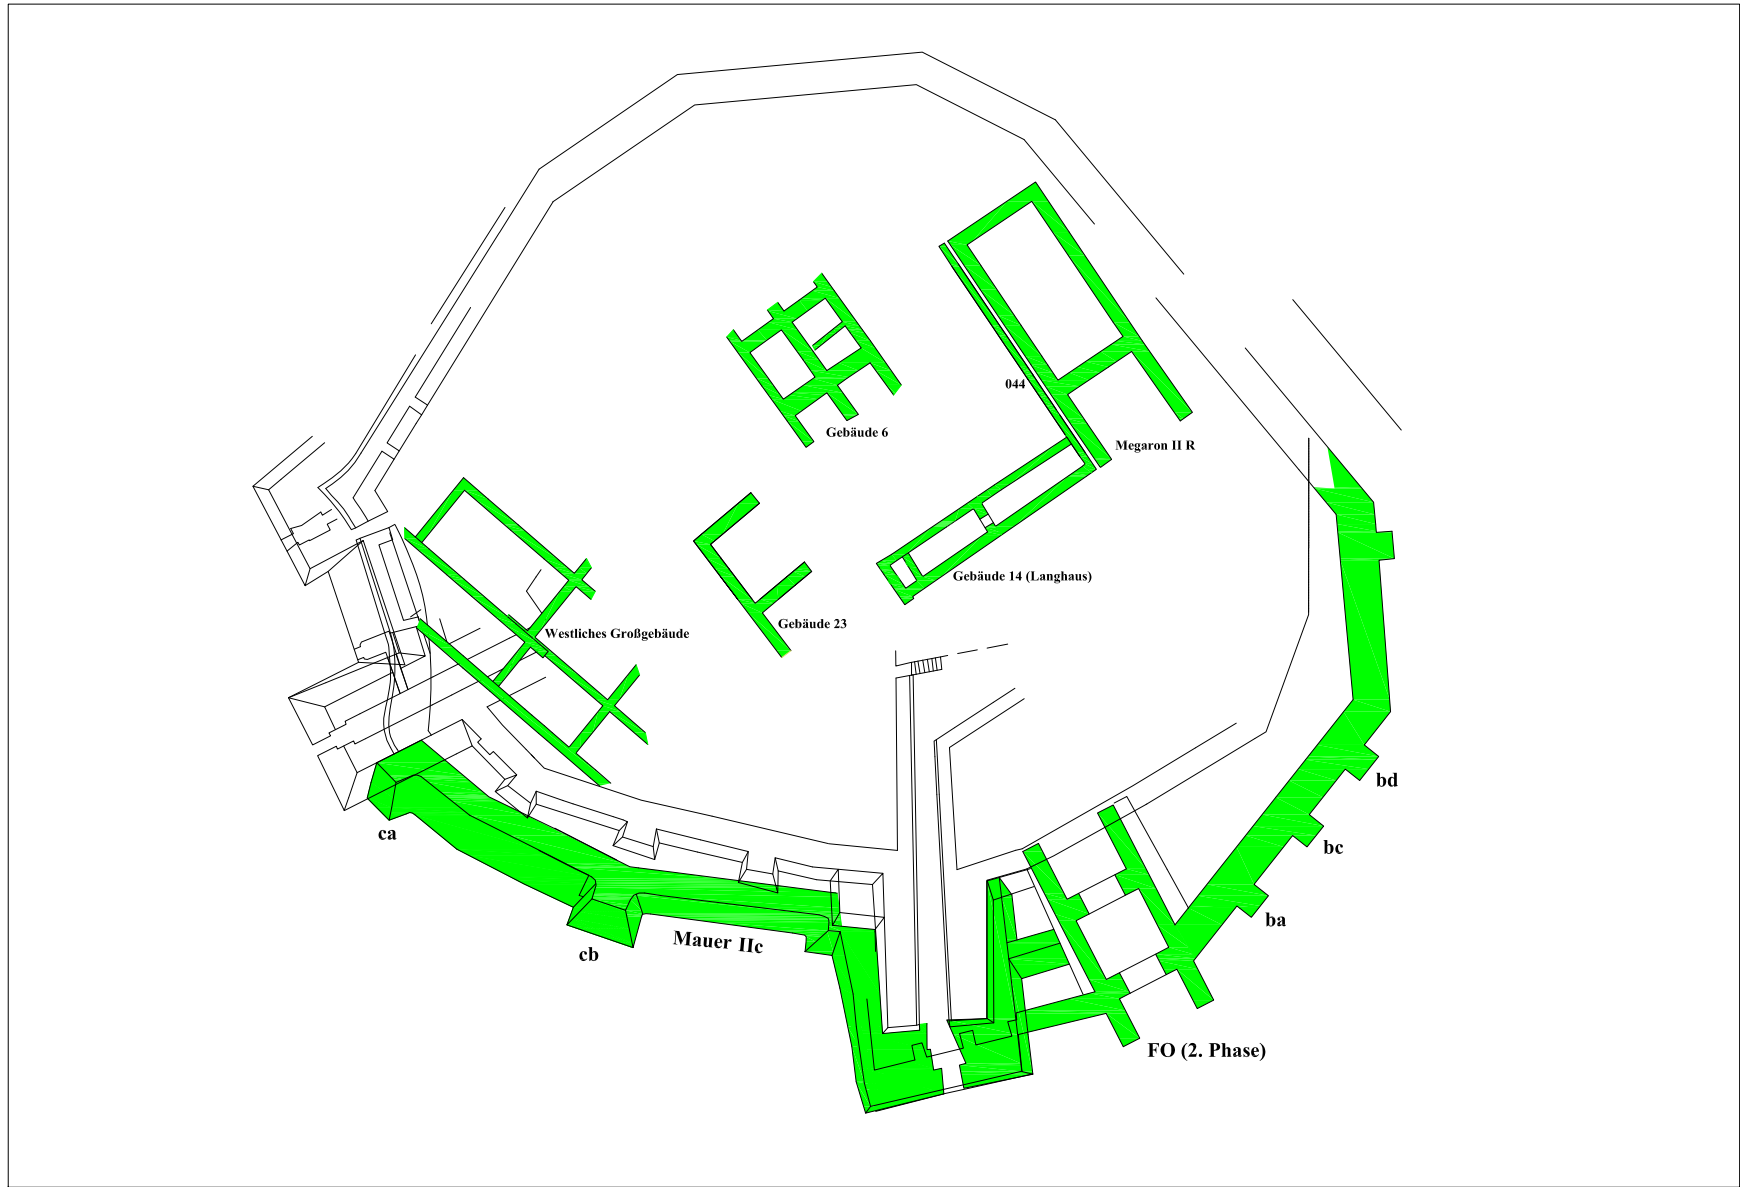 044
Gebäude 6
Megaron II R
Gebäude 14 (Langhaus)
Gebäude 23
Westliches Großgebäude
bd
ca
bc
ba
Mauer IIc
cb
FO (2. Phase)